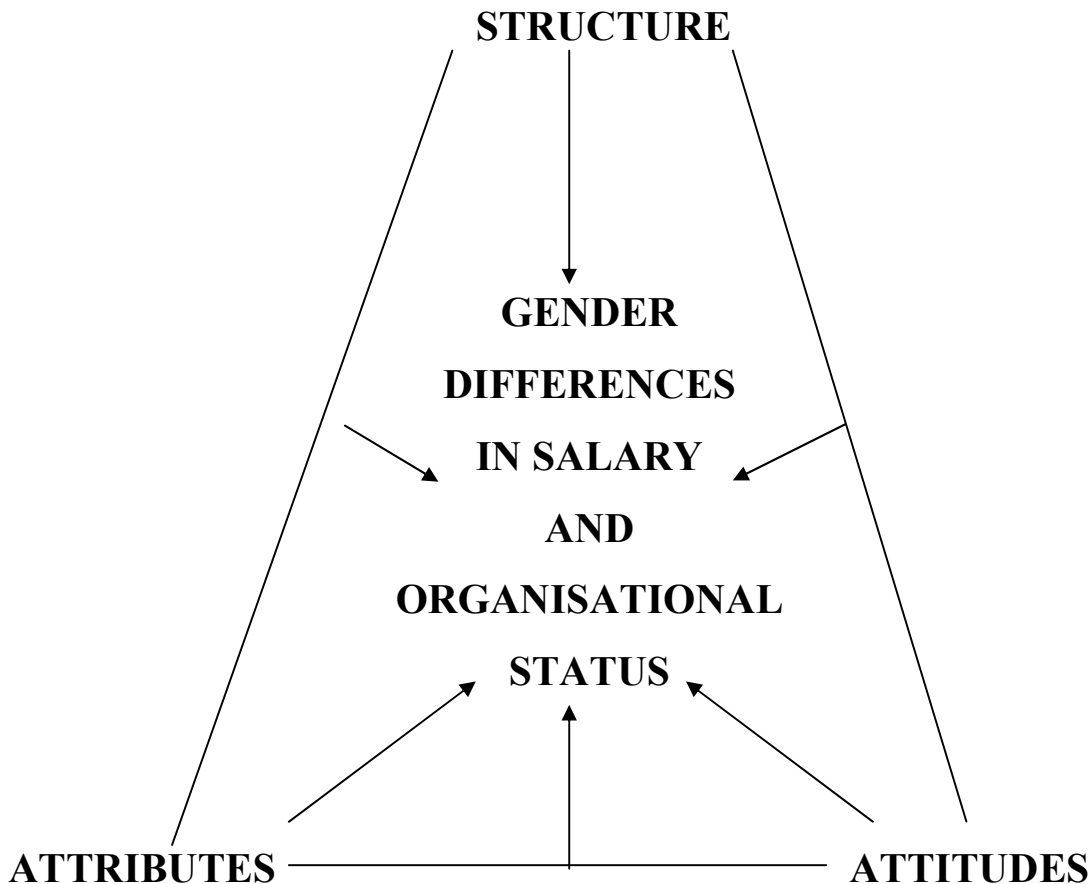 STRUCTURE
GENDER
DIFFERENCES
IN SALARY
AND
ORGANISATIONAL
STATUS
ATTRIBUTES
ATTITUDES